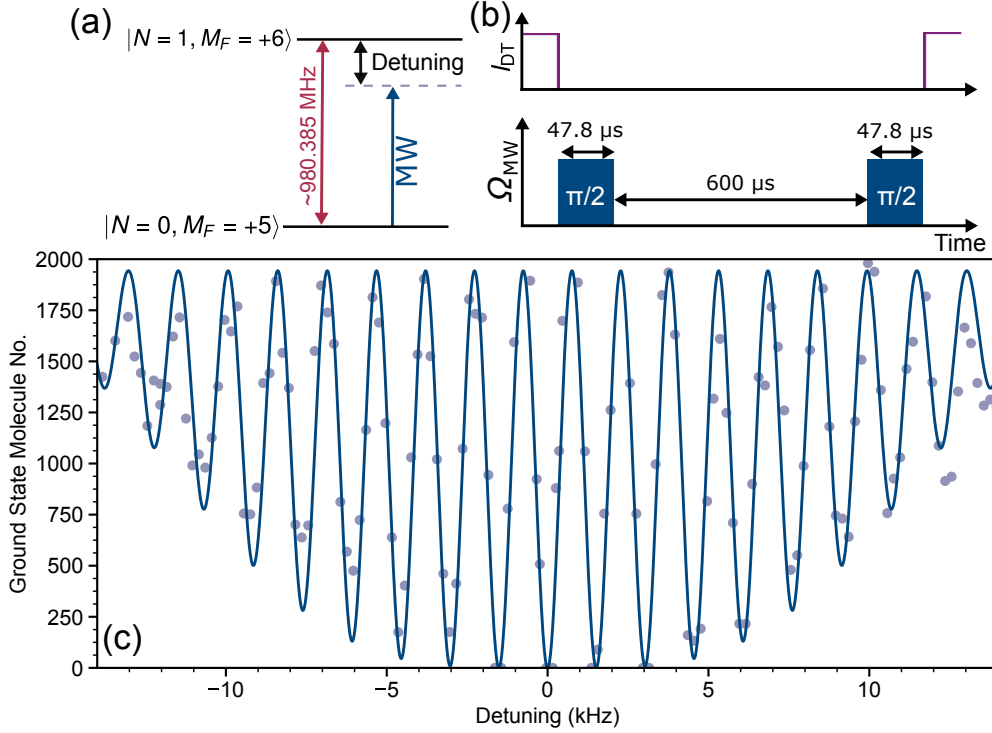 (a)
|N = 1, M_F = +6⟩
Detuning
~980.385 MHz
MW
|N = 0, M_F = +5⟩
(b)
I_DT
47.8 μs
47.8 μs
600 μs
Ω_MW
π/2
π/2
Time
2000
1750
1500
1250
1000
750
500
250
0
Ground State Molecule No.
(c)
−10
−5
0
5
10
Detuning (kHz)